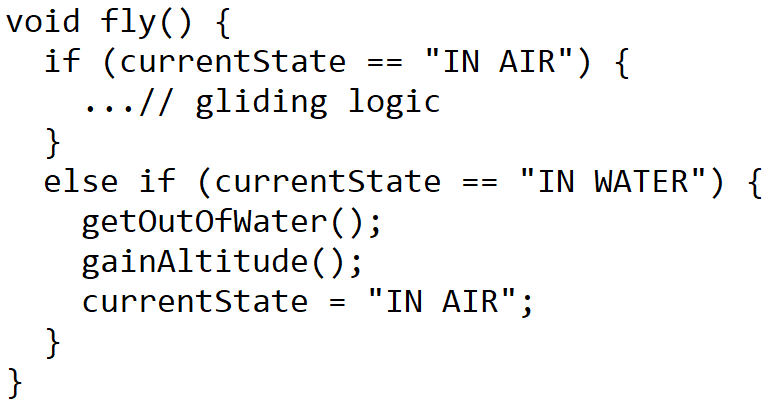 void fly() {
  if (currentState == "IN AIR") {
    ...// gliding logic
  }
  else if (currentState == "IN WATER") {
    getOutOfWater();
    gainAltitude();
    currentState = "IN AIR";
  }
}